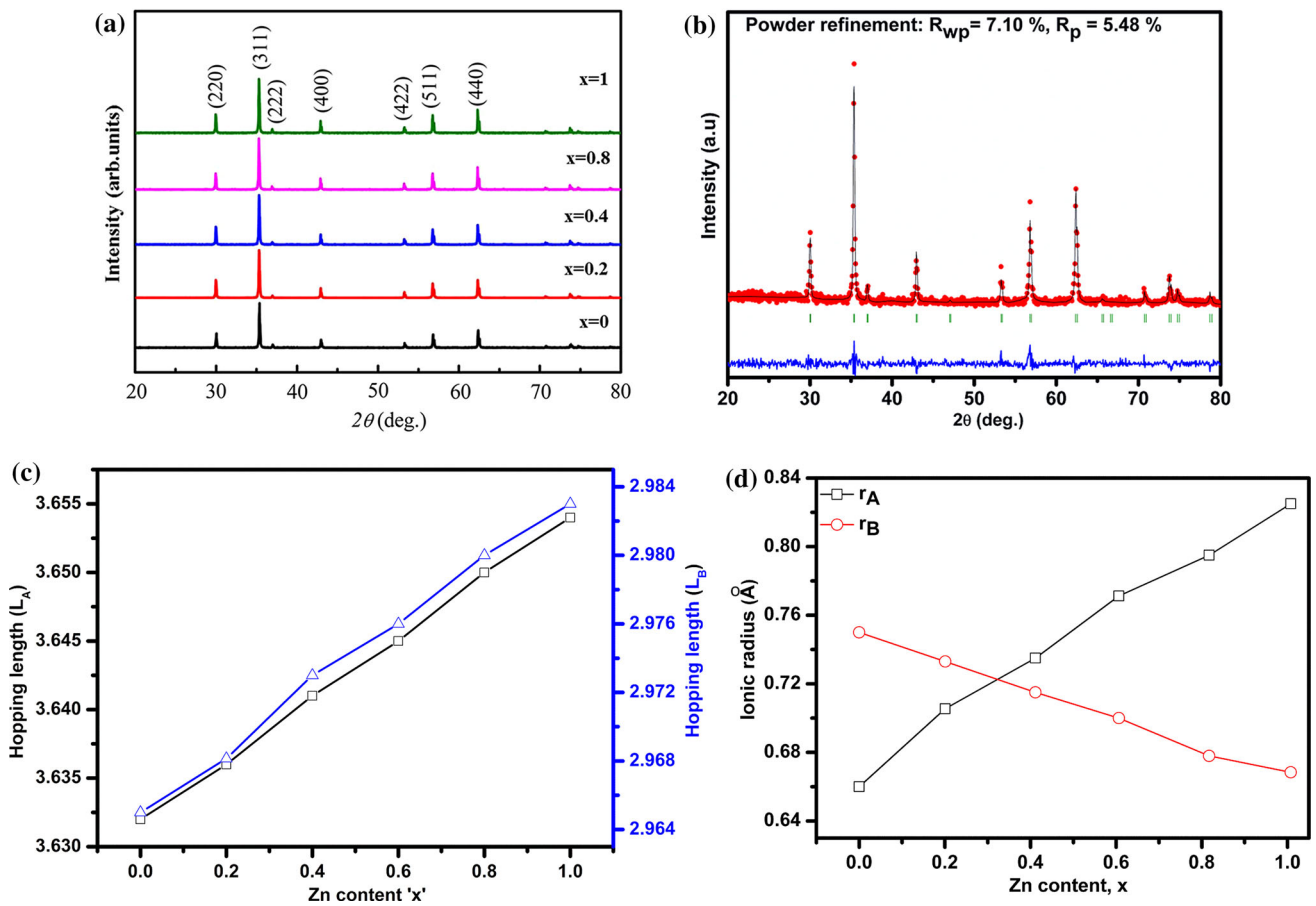 (a)
(220)
(311)
(222)
(400)
(422)
(511)
(440)
x=1
x=0.8
x=0.4
x=0.2
x=0
Intensity (arb.units)
20 30 40 50 60 70 80
2θ (deg.)
(b)
Powder refinement: Rwp= 7.10 %, Rp = 5.48 %
Intensity (a.u)
20 30 40 50 60 70 80
2θ (deg.)
(c)
3.655
3.650
3.645
3.640
3.635
3.630
Hopping length (LA)
2.984
2.980
2.976
2.972
2.968
2.964
Hopping length (LB)
0.0 0.2 0.4 0.6 0.8 1.0
Zn content 'x'
(d)
rA
rB
0.84
0.80
0.76
0.72
0.68
0.64
Ionic radius (Å)
0.0 0.2 0.4 0.6 0.8 1.0
Zn content, x